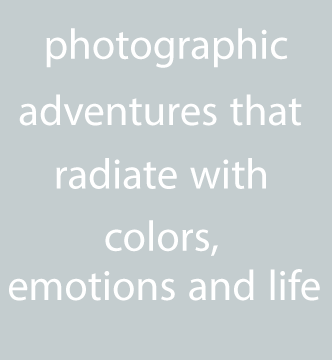 photographic
adventures that
radiate with
colors,
emotions and life